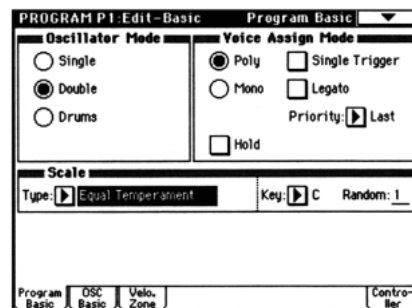 PROGRAM P1:Edit-Basic Program Basic
Oscillator Mode
Single
Double
Drums
Voice Assign Mode
Poly Single Trigger
Mono Legato
Priority: Last
Hold
Scale
Type: Equal Temperament Key: C Random: 1
Program Basic
OSC Basic
Velo. Zone
Contro-ller